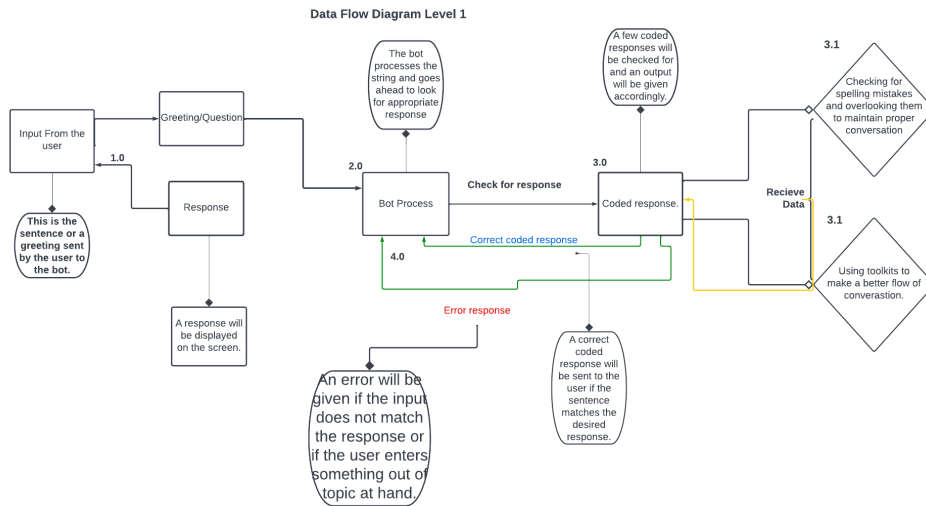 Data Flow Diagram Level 1
The bot
processes the
string and goes
ahead to look
for appropriate
response
A few coded
responses will
be checked for
and an output
will be given
accordingly.
3.1
Checking for
spelling mistakes
and overlooking them
to maintain proper
conversation
Input From the
user
Greeting/Question
1.0
2.0
3.0
Response
Bot Process
Check for response
Coded response.
Recieve
Data
This is the
sentence or a
greeting sent
by the user to
the bot.
4.0
Correct coded response
3.1
Using toolkits to
make a better flow of
converastion.
A response will
be displayed
on the screen.
Error response
A correct
coded
response will
be sent to the
user if the
sentence
matches the
desired
response.
An error will be
given if the input
does not match
the response or
if the user enters
something out of
topic at hand.